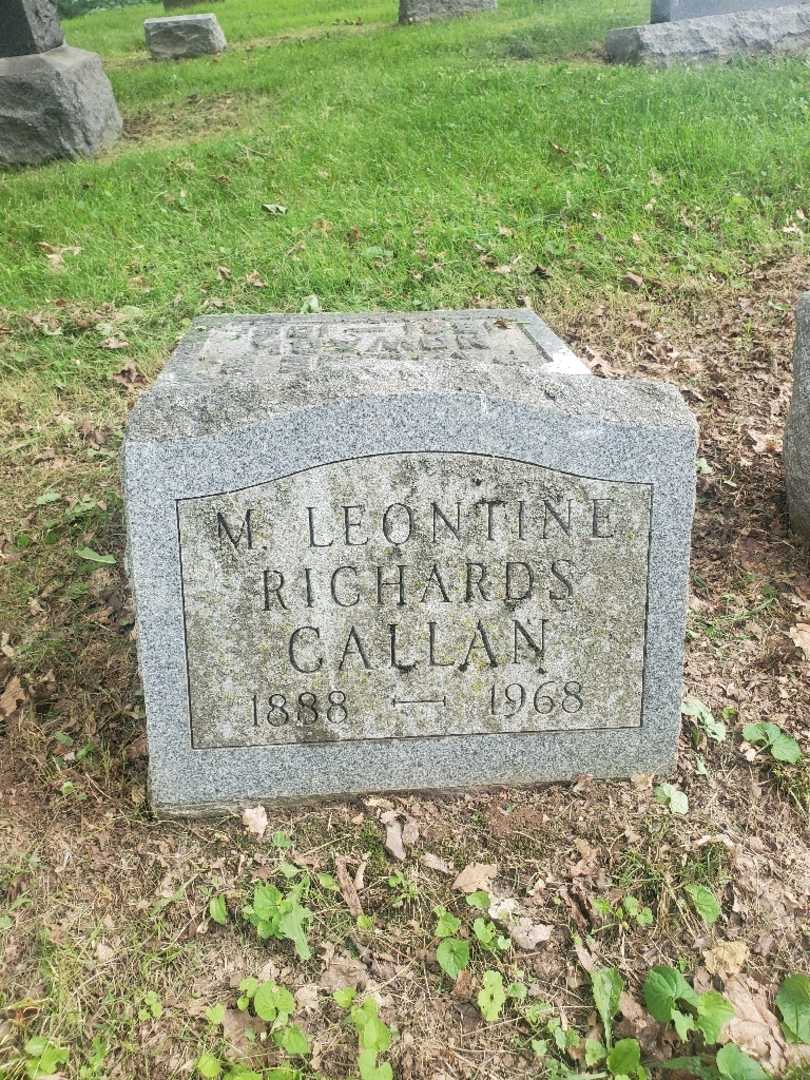 M. LEONTINE
RICHARDS
CALLAN
1888 — 1968